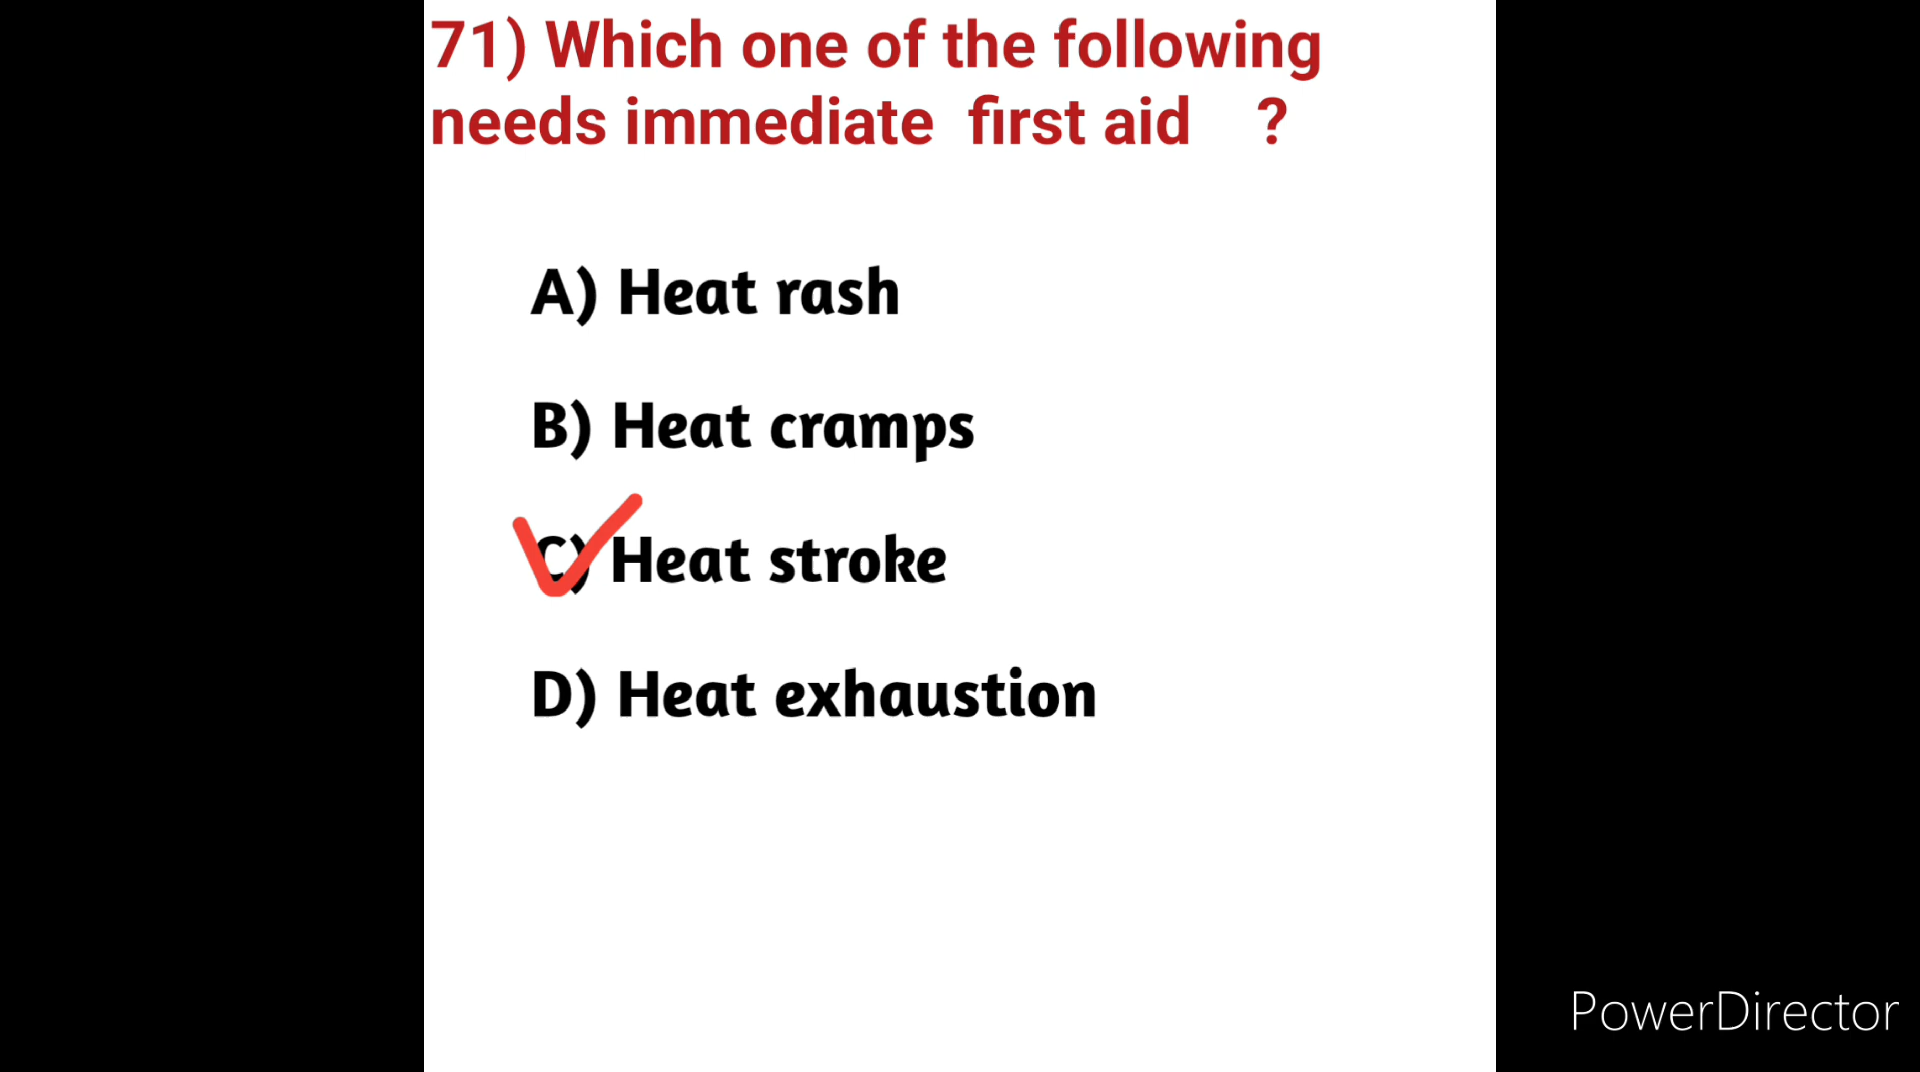 71) Which one of the following
needs immediate first aid ?
A) Heat rash
B) Heat cramps
C) Heat stroke
D) Heat exhaustion
PowerDirector